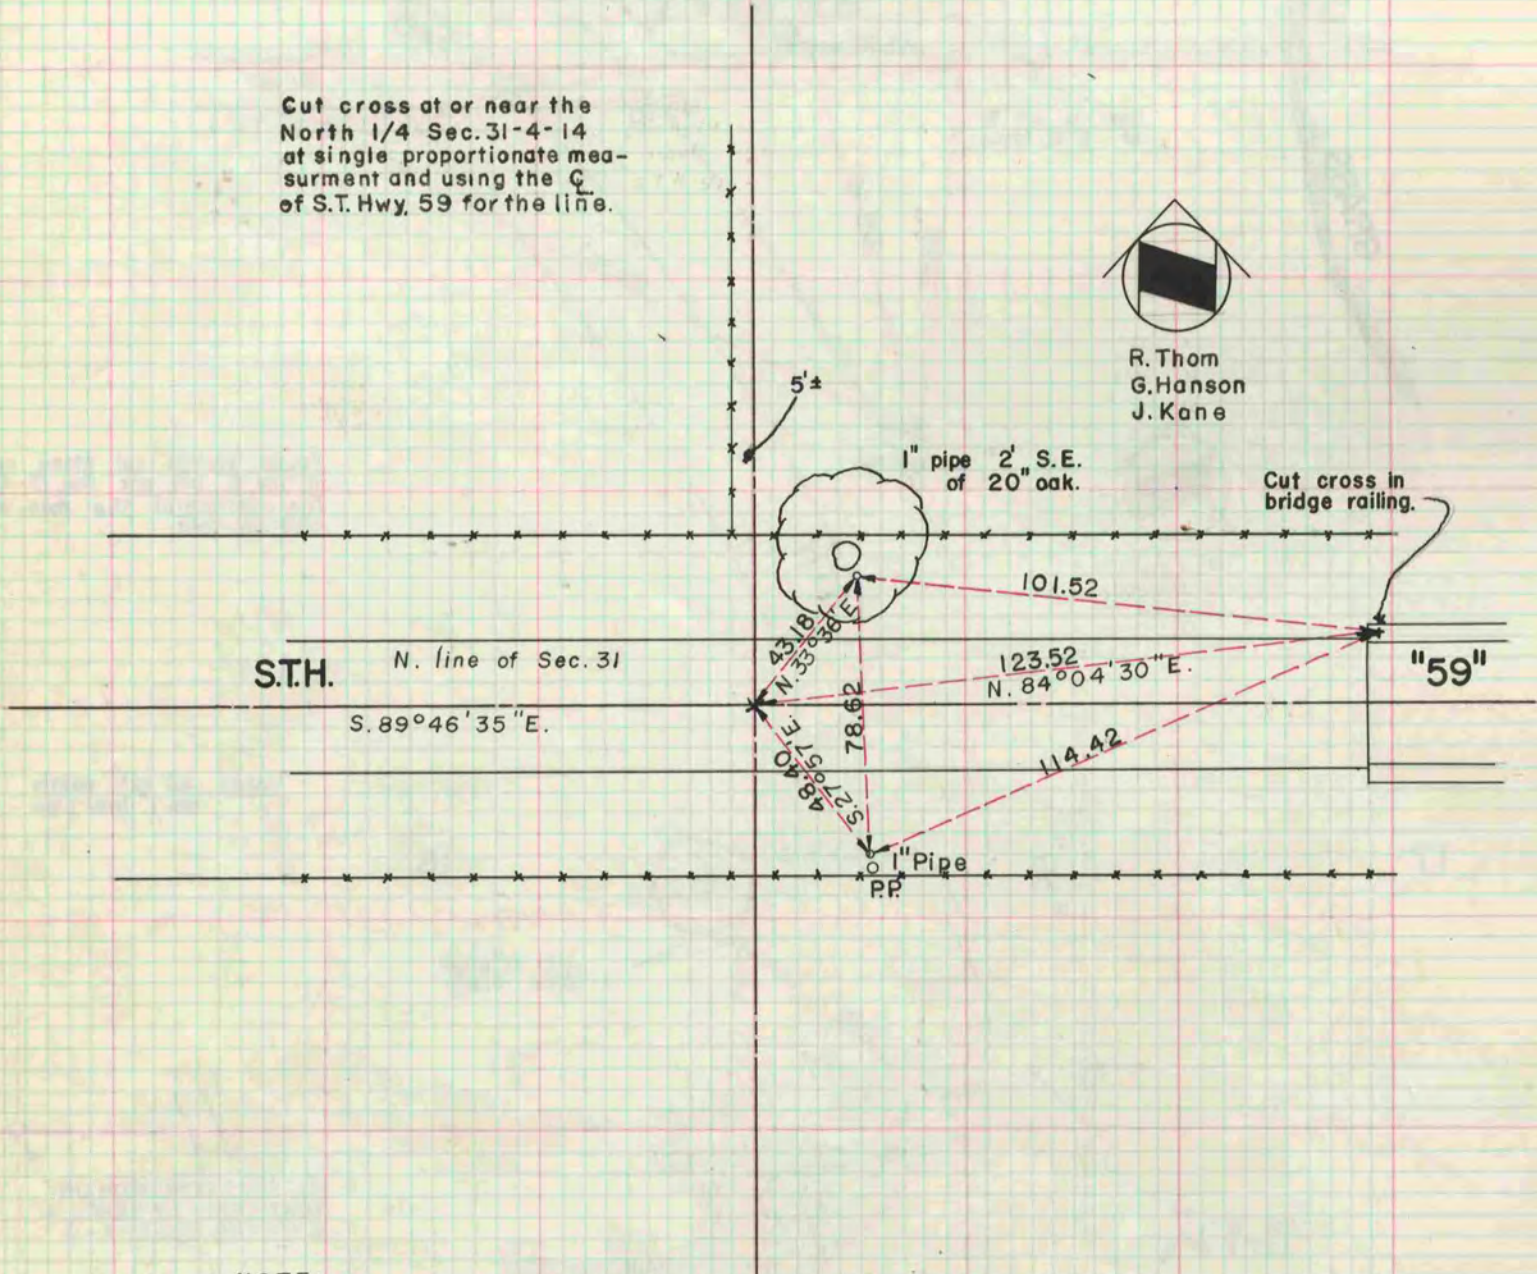 Cut cross at or near the
North 1/4 Sec. 31-4-14
at single proportionate mea-
surment and using the ℄
of S.T. Hwy. 59 for the line.
R. Thom
G. Hanson
J. Kane
5'±
1" pipe 2' S.E.
of 20" oak.
Cut cross in
bridge railing.
101.52
43.18
N. 33°36'E
N. line of Sec. 31
S.T.H.
123.52
N. 84°04'30"E.
"59"
S. 89°46'35"E.
78.62
48.40
S. 27°57'E.
114.42
1" Pipe
P.P.